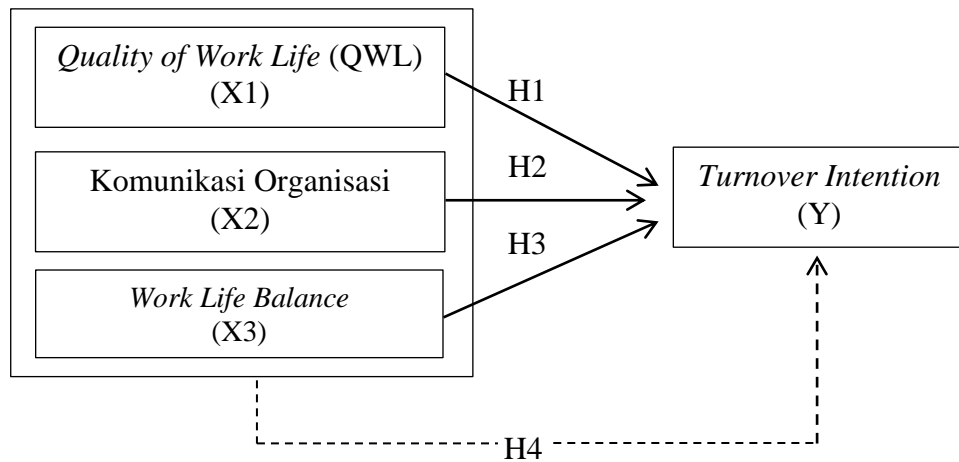 Quality of Work Life (QWL)
(X1)
H1
Komunikasi Organisasi
(X2)
H2
Turnover Intention
(Y)
H3
Work Life Balance
(X3)
H4